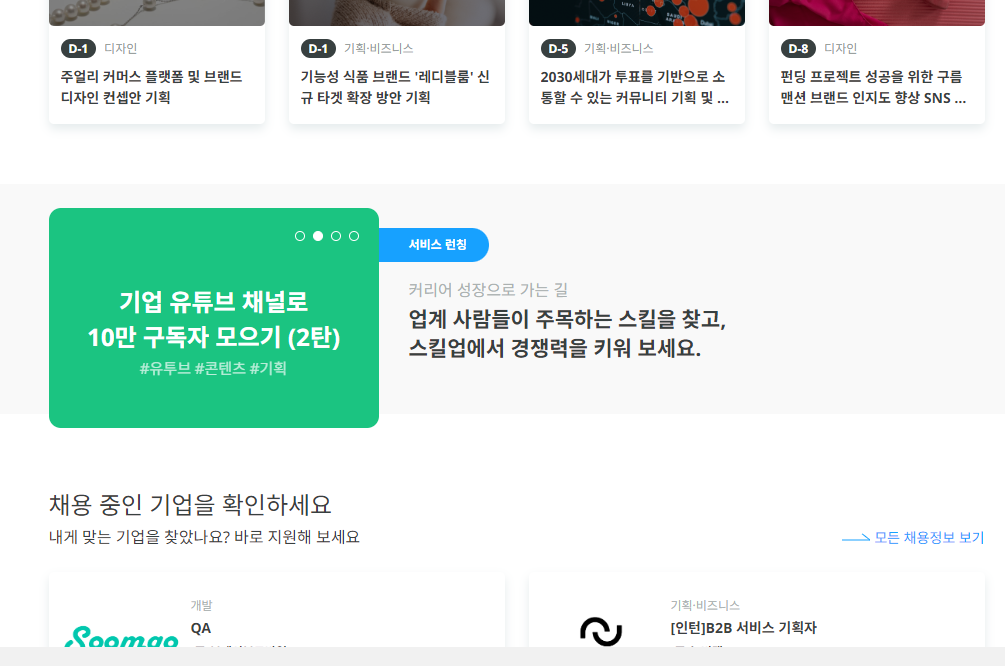 D-1 디자인
주얼리 커머스 플랫폼 및 브랜드
디자인 컨셉안 기획
D-1 기획·비즈니스
기능성 식품 브랜드 '레디블룸' 신
규 타겟 확장 방안 기획
D-5 기획·비즈니스
2030세대가 투표를 기반으로 소
통할 수 있는 커뮤니티 기획 및 ...
D-8 디자인
펀딩 프로젝트 성공을 위한 구름
맨션 브랜드 인지도 향상 SNS ...
기업 유튜브 채널로
10만 구독자 모으기 (2탄)
#유투브 #콘텐츠 #기획
서비스 런칭
커리어 성장으로 가는 길
업계 사람들이 주목하는 스킬을 찾고,
스킬업에서 경쟁력을 키워 보세요.
채용 중인 기업을 확인하세요
내게 맞는 기업을 찾았나요? 바로 지원해 보세요
모든 채용정보 보기
개발
Soomgo
QA
기획·비즈니스
[인턴]B2B 서비스 기획자